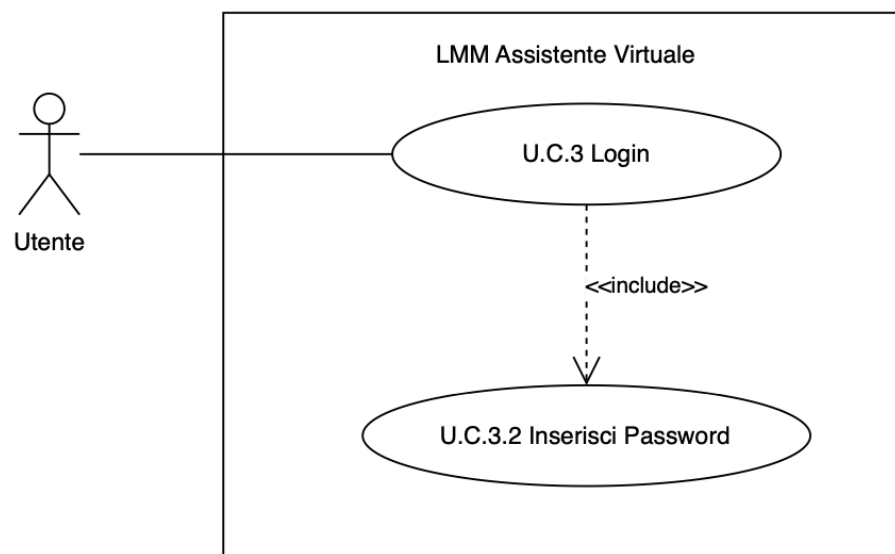 LMM Assistente Virtuale
U.C.3 Login
Utente
<<include>>
U.C.3.2 Inserisci Password